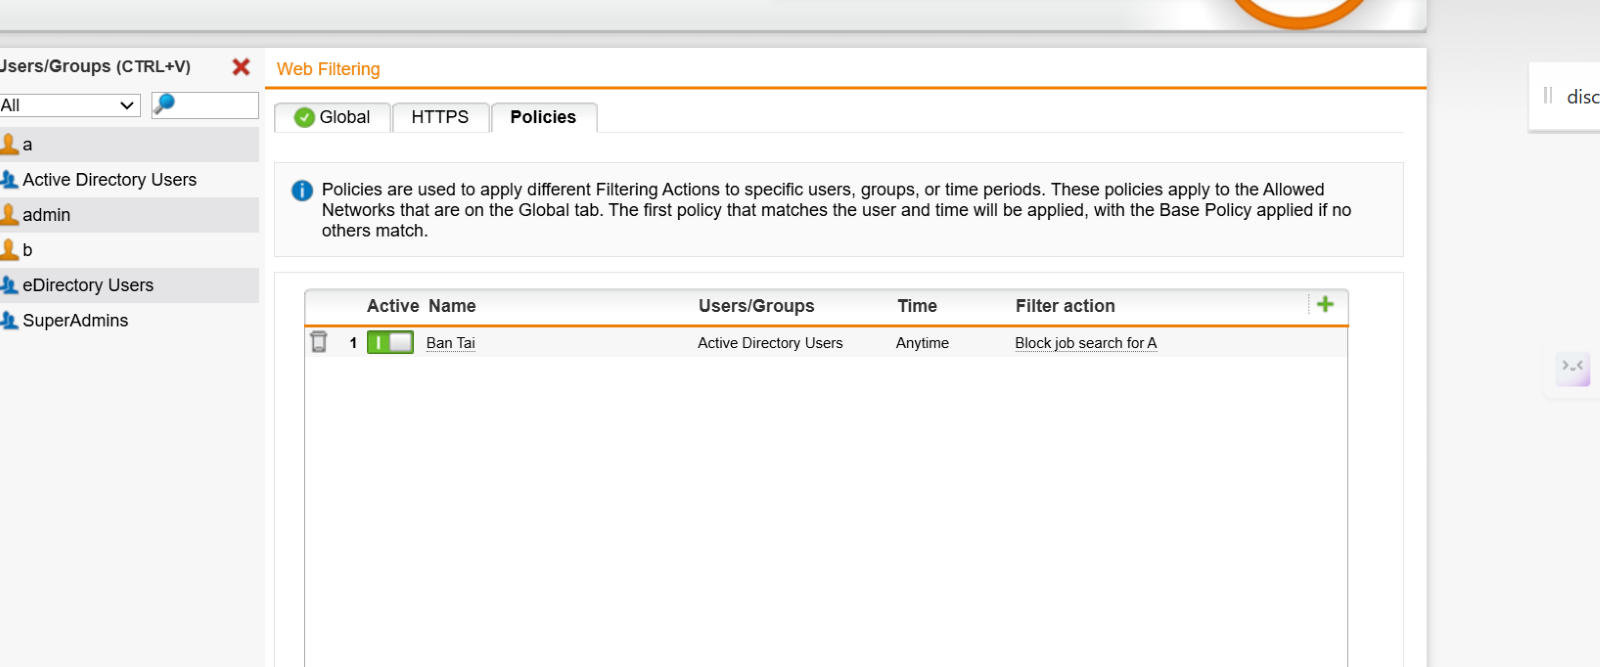 Users/Groups (CTRL+V)
All
a
Active Directory Users
admin
b
eDirectory Users
SuperAdmins
Web Filtering
Global
HTTPS
Policies
Policies are used to apply different Filtering Actions to specific users, groups, or time periods. These policies apply to the Allowed
Networks that are on the Global tab. The first policy that matches the user and time will be applied, with the Base Policy applied if no
others match.
Active Name Users/Groups Time Filter action
1 Ban Tai Active Directory Users Anytime Block job search for A
disc